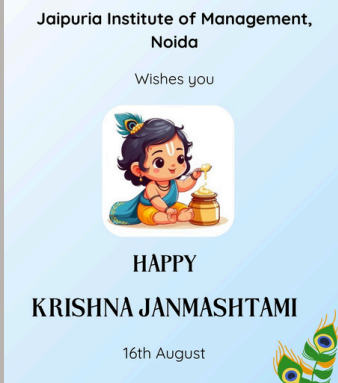 Jaipuria Institute of Management,
Noida
Wishes you
HAPPY
KRISHNA JANMASHTAMI
16th August